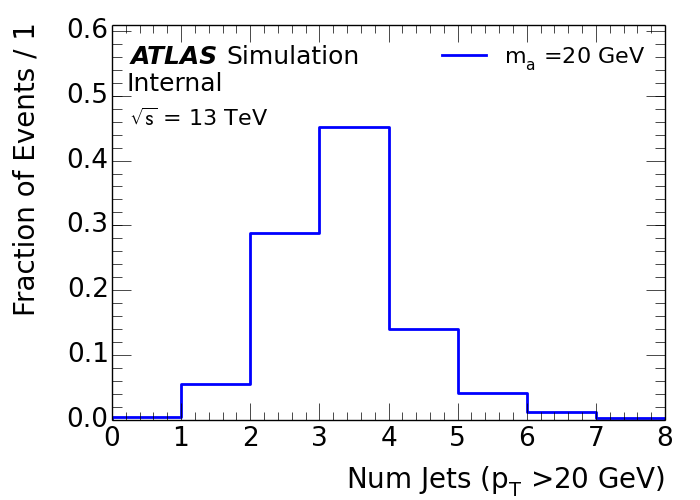 Fraction of Events / 1
0.6
0.5
0.4
0.3
0.2
0.1
0.0
ATLAS Simulation
Internal
√s = 13 TeV
mₐ =20 GeV
0 1 2 3 4 5 6 7 8
Num Jets (p_T >20 GeV)